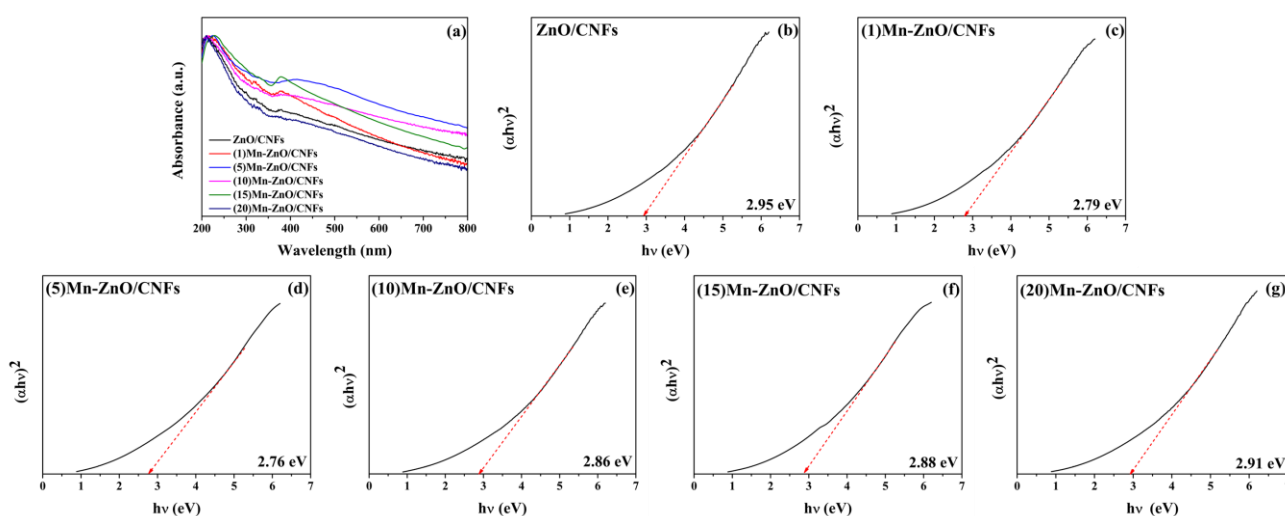 (a)
Absorbance (a.u.)
ZnO/CNFs
(1)Mn-ZnO/CNFs
(5)Mn-ZnO/CNFs
(10)Mn-ZnO/CNFs
(15)Mn-ZnO/CNFs
(20)Mn-ZnO/CNFs
200 300 400 500 600 700 800
Wavelength (nm)
ZnO/CNFs (b)
(αhν)²
2.95 eV
0 1 2 3 4 5 6 7
hν (eV)
(1)Mn-ZnO/CNFs (c)
(αhν)²
2.79 eV
0 1 2 3 4 5 6 7
hν (eV)
(5)Mn-ZnO/CNFs (d)
(αhν)²
2.76 eV
0 1 2 3 4 5 6 7
hν (eV)
(10)Mn-ZnO/CNFs (e)
(αhν)²
2.86 eV
0 1 2 3 4 5 6 7
hν (eV)
(15)Mn-ZnO/CNFs (f)
(αhν)²
2.88 eV
0 1 2 3 4 5 6 7
hν (eV)
(20)Mn-ZnO/CNFs (g)
(αhν)²
2.91 eV
0 1 2 3 4 5 6 7
hν (eV)